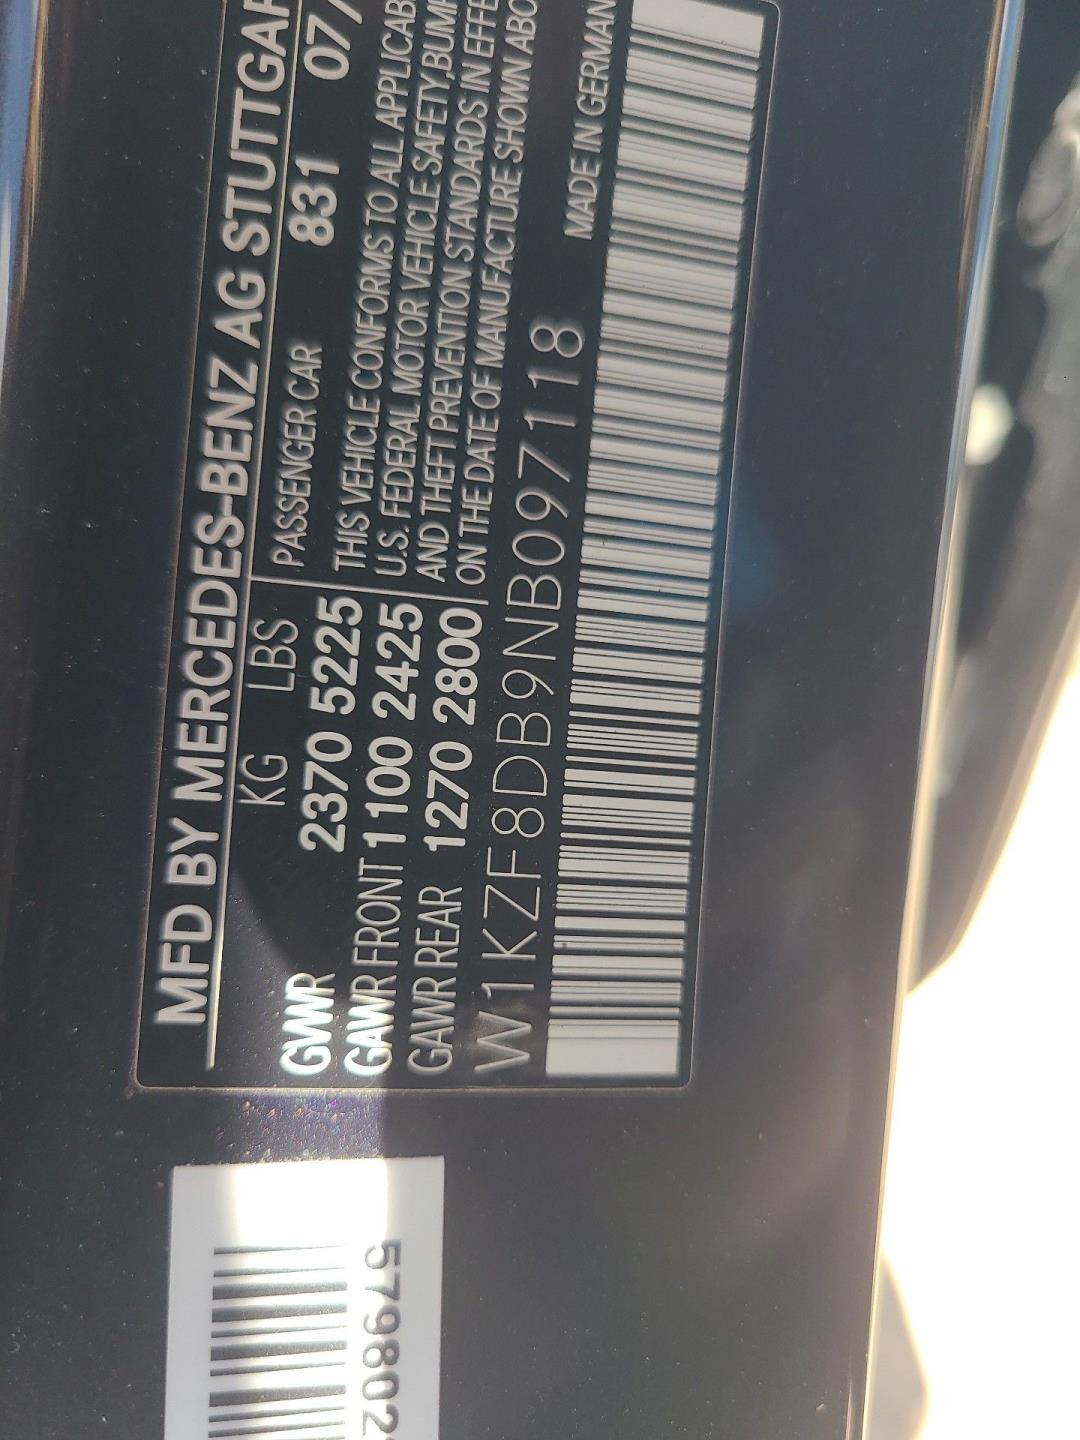 MFD BY MERCEDES-BENZ AG STUTTGAR
KG LBS PASSENGER CAR 831 07/
GVWR 2370 5225
GAWR FRONT 1100 2425
GAWR REAR 1270 2800
THIS VEHICLE CONFORMS TO ALL APPLICAB
U.S. FEDERAL MOTOR VEHICLE SAFETY,BUMP
AND THEFT PREVENTION STANDARDS IN EFFE
ON THE DATE OF MANUFACTURE SHOWN ABO
W1KZF8DB9NB097118
MADE IN GERMAN
579802